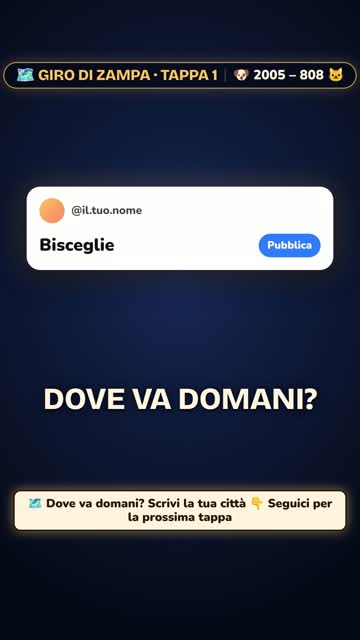 🗺️ GIRO DI ZAMPA • TAPPA 1 | 🐶 2005 – 808 🐱
@il.tuo.nome
Bisceglie
Pubblica
DOVE VA DOMANI?
🗺️ Dove va domani? Scrivi la tua città 👇 Seguici per
la prossima tappa